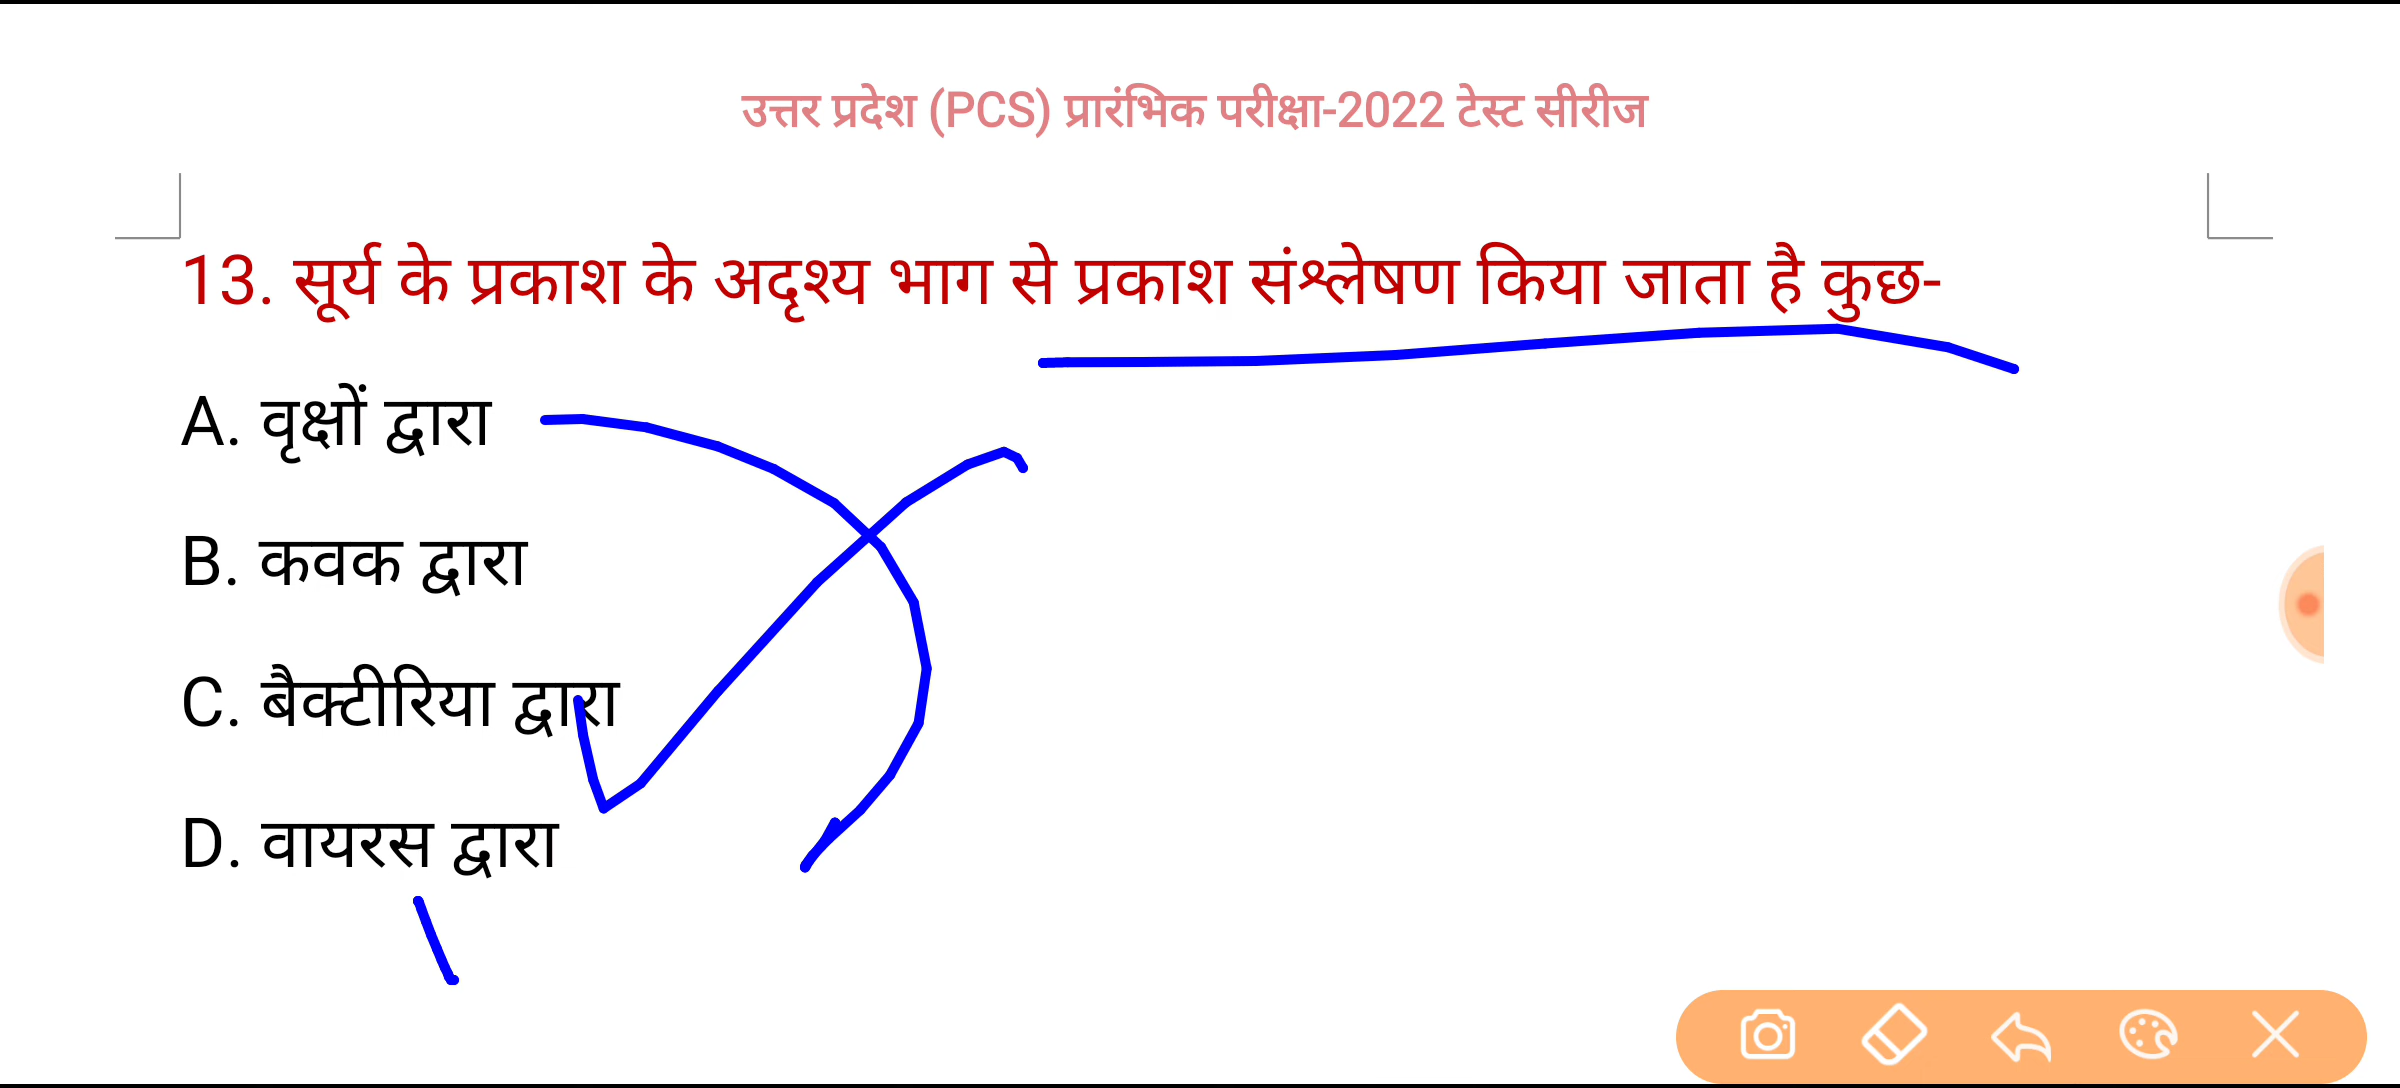 उत्तर प्रदेश (PCS) प्रारंभिक परीक्षा-2022 टेस्ट सीरीज
13. सूर्य के प्रकाश के अदृश्य भाग से प्रकाश संश्लेषण किया जाता है कुछ-
A. वृक्षों द्वारा
B. कवक द्वारा
C. बैक्टीरिया द्वारा
D. वायरस द्वारा